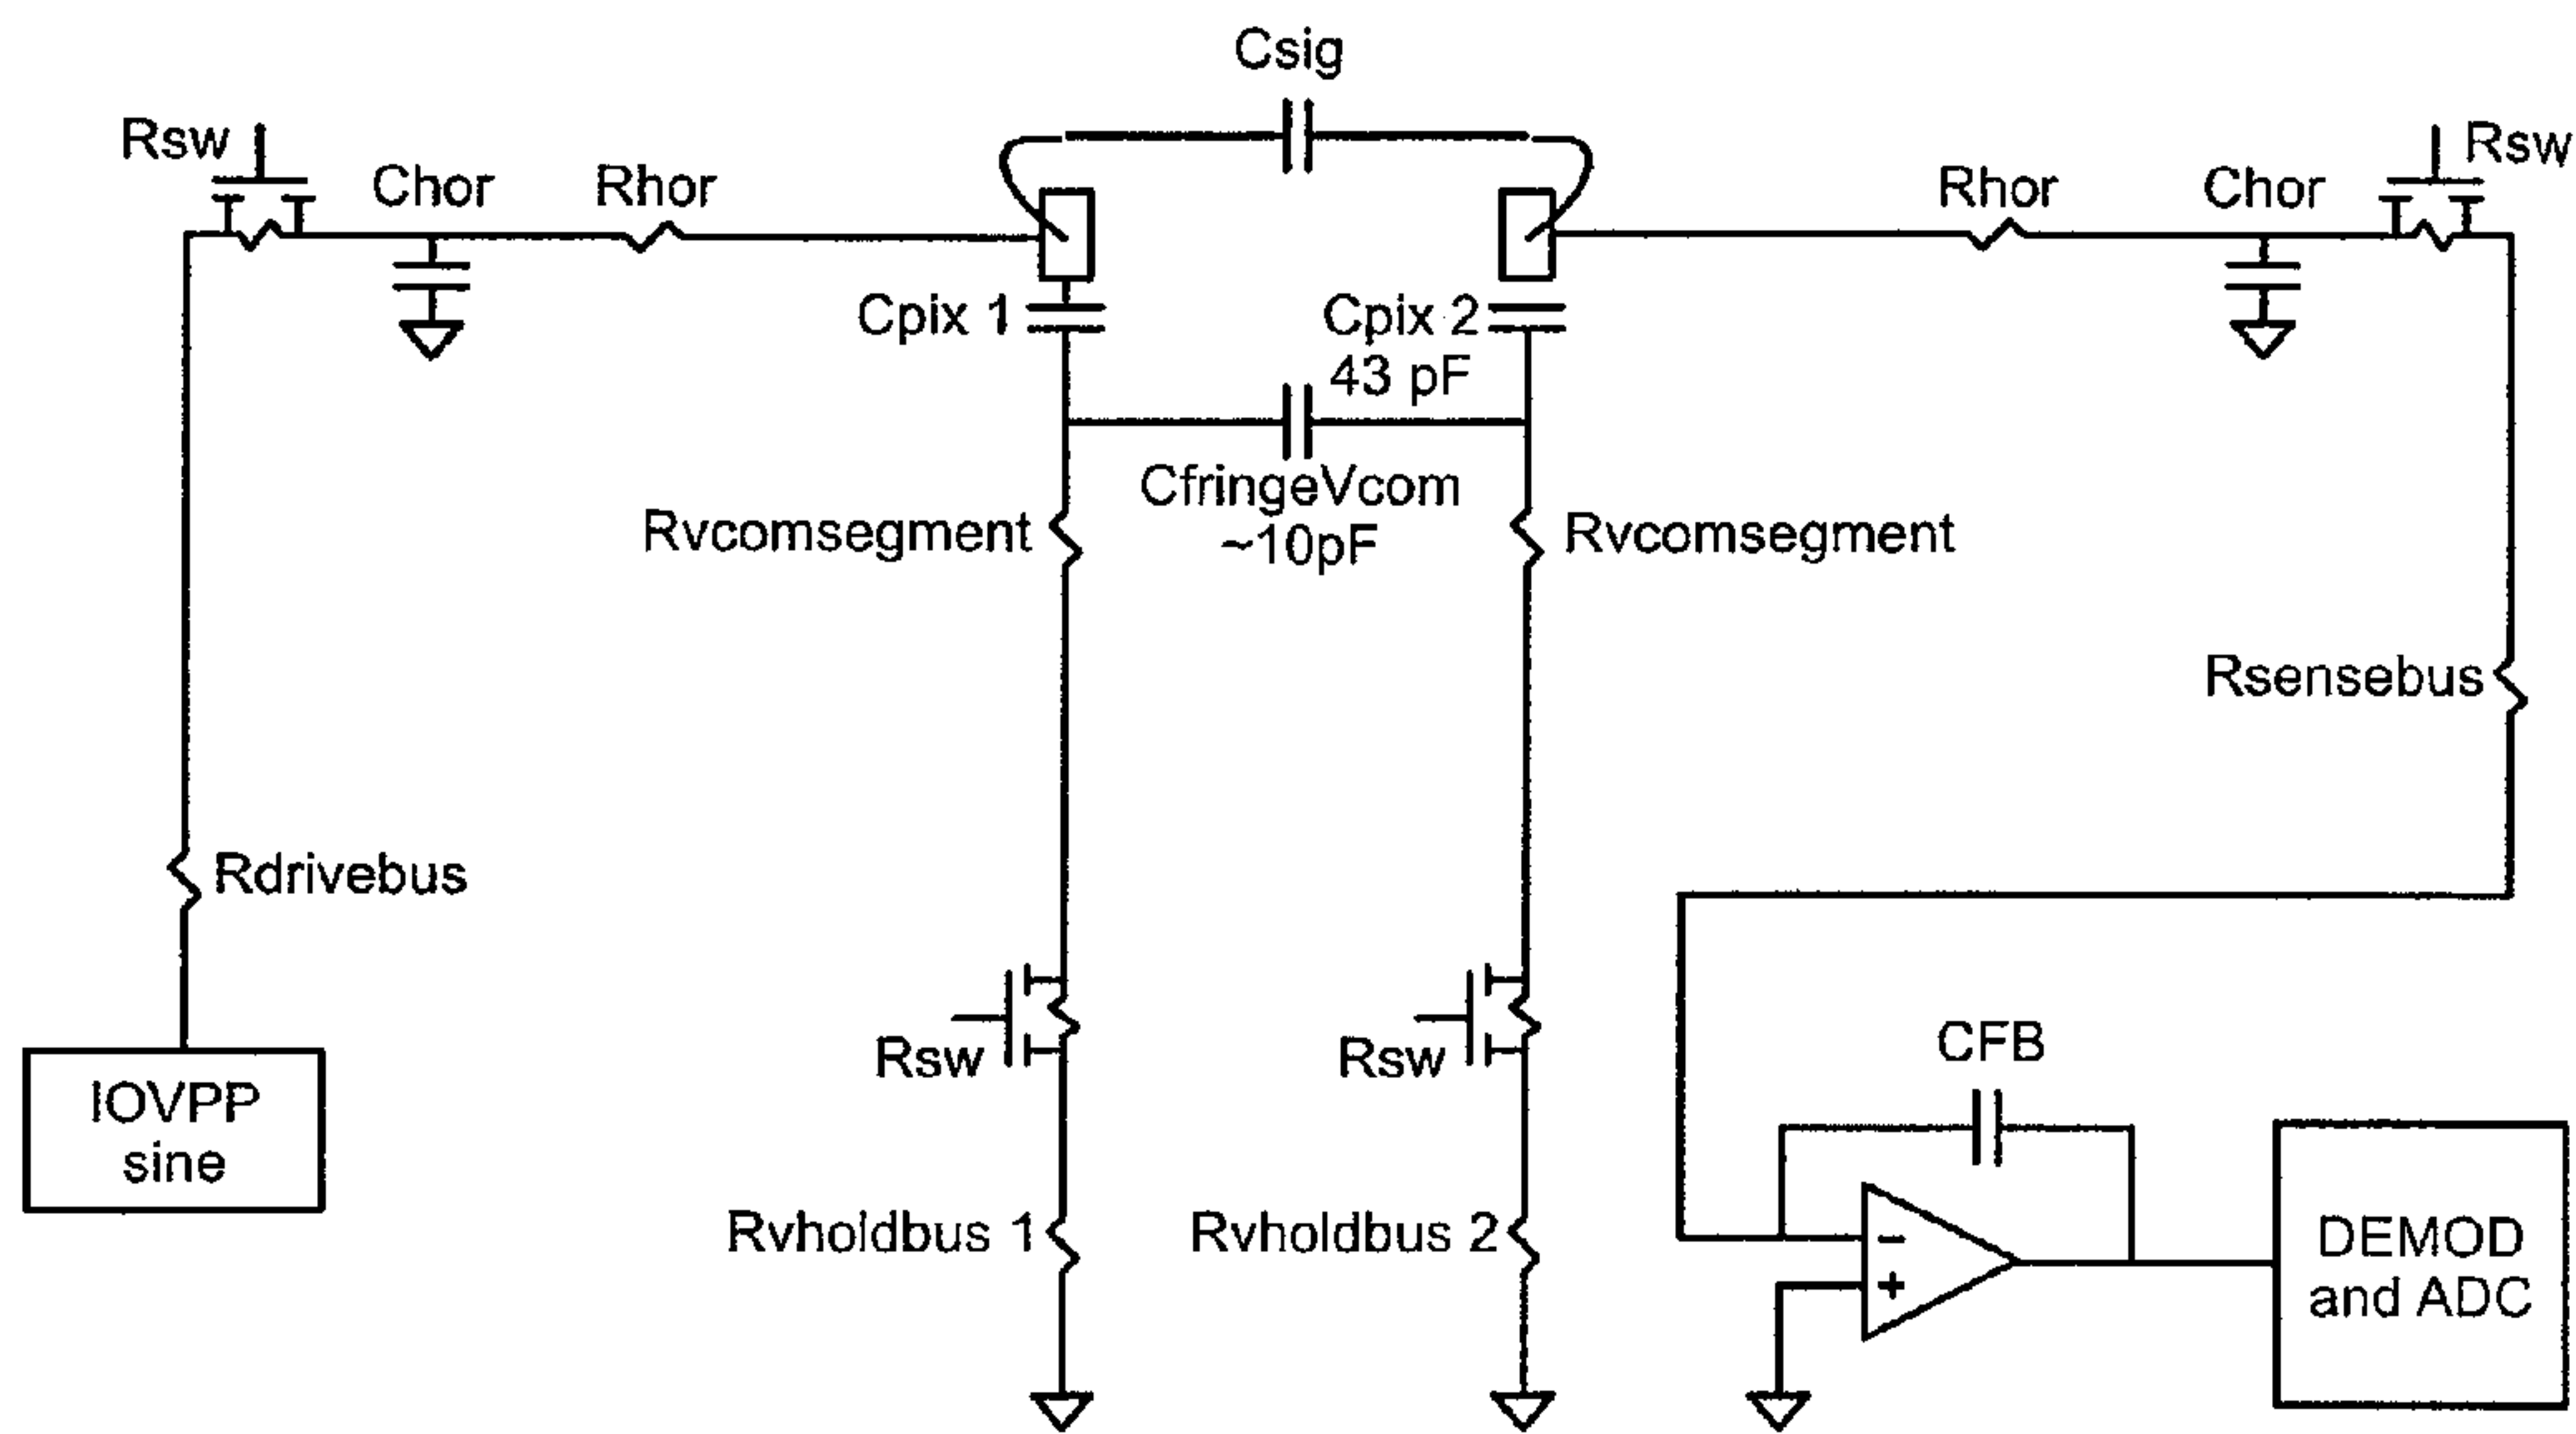 Csig
Rsw
Chor
Rhor
Rhor
Chor
Rsw
Cpix 1
Cpix 2
43 pF
CfringeVcom
~10pF
Rvcomsegment
Rvcomsegment
Rsensebus
Rdrivebus
IOVPP
sine
Rsw
Rsw
CFB
Rvholdbus 1
Rvholdbus 2
−
+
DEMOD
and ADC